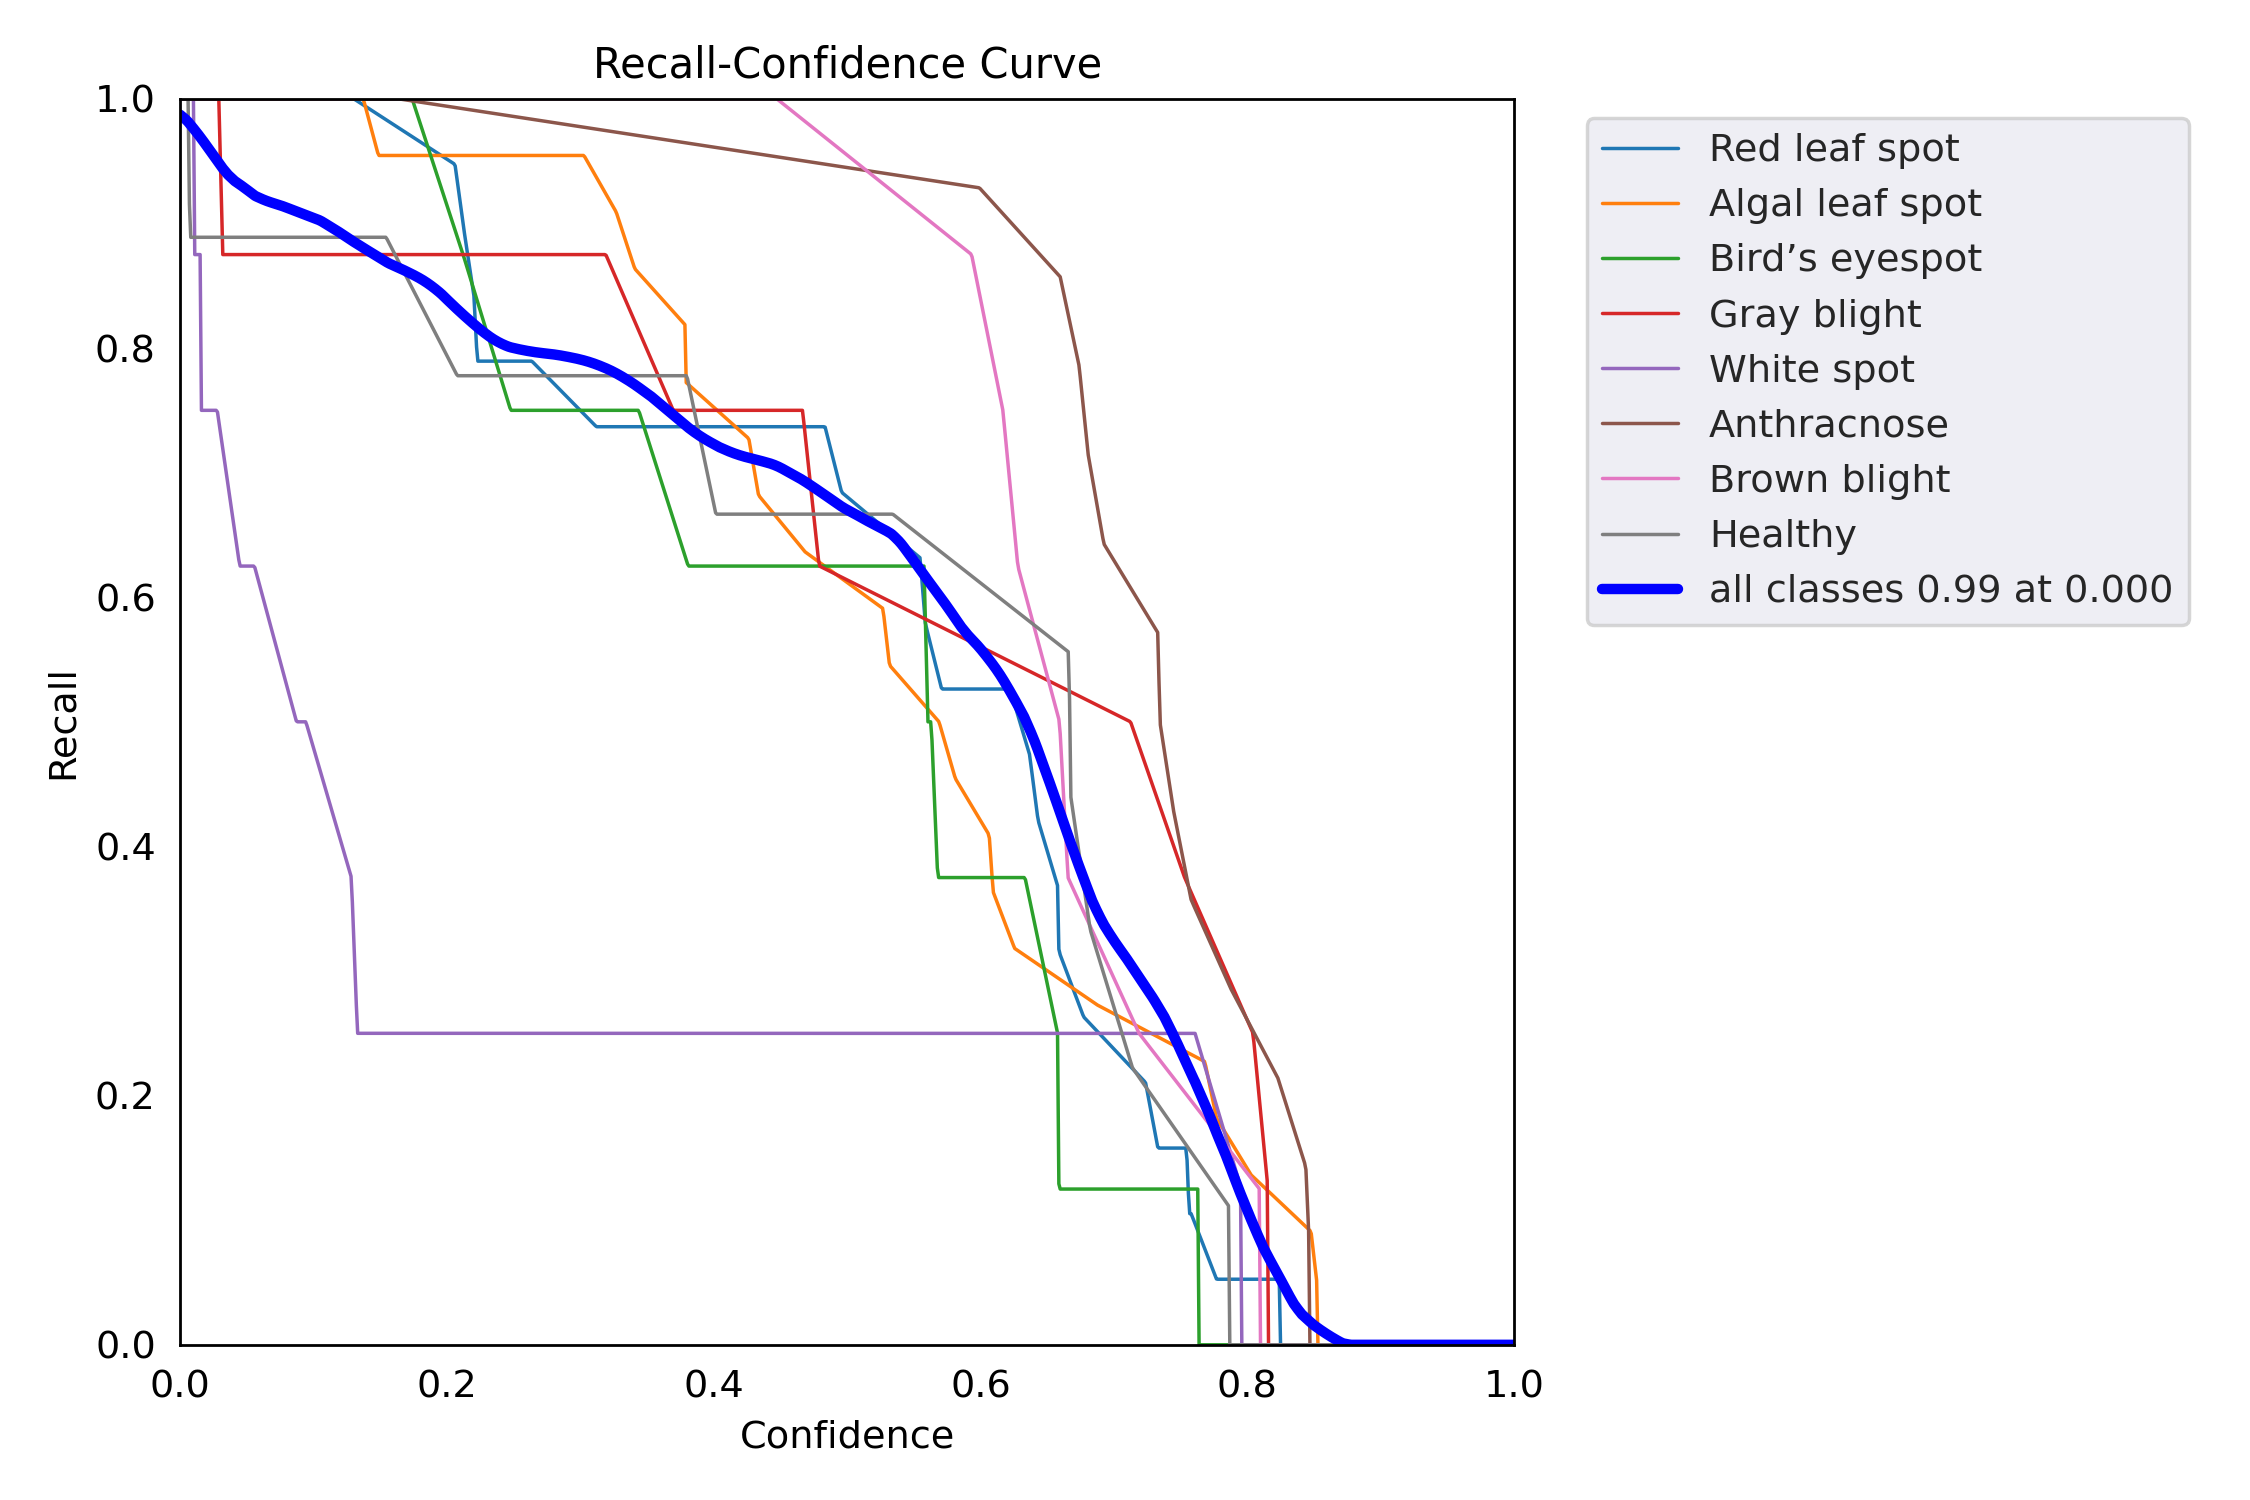 Recall-Confidence Curve
1.0
0.8
0.6
0.4
0.2
0.0
Recall
0.0 0.2 0.4 0.6 0.8 1.0
Confidence
Red leaf spot
Algal leaf spot
Bird’s eyespot
Gray blight
White spot
Anthracnose
Brown blight
Healthy
all classes 0.99 at 0.000